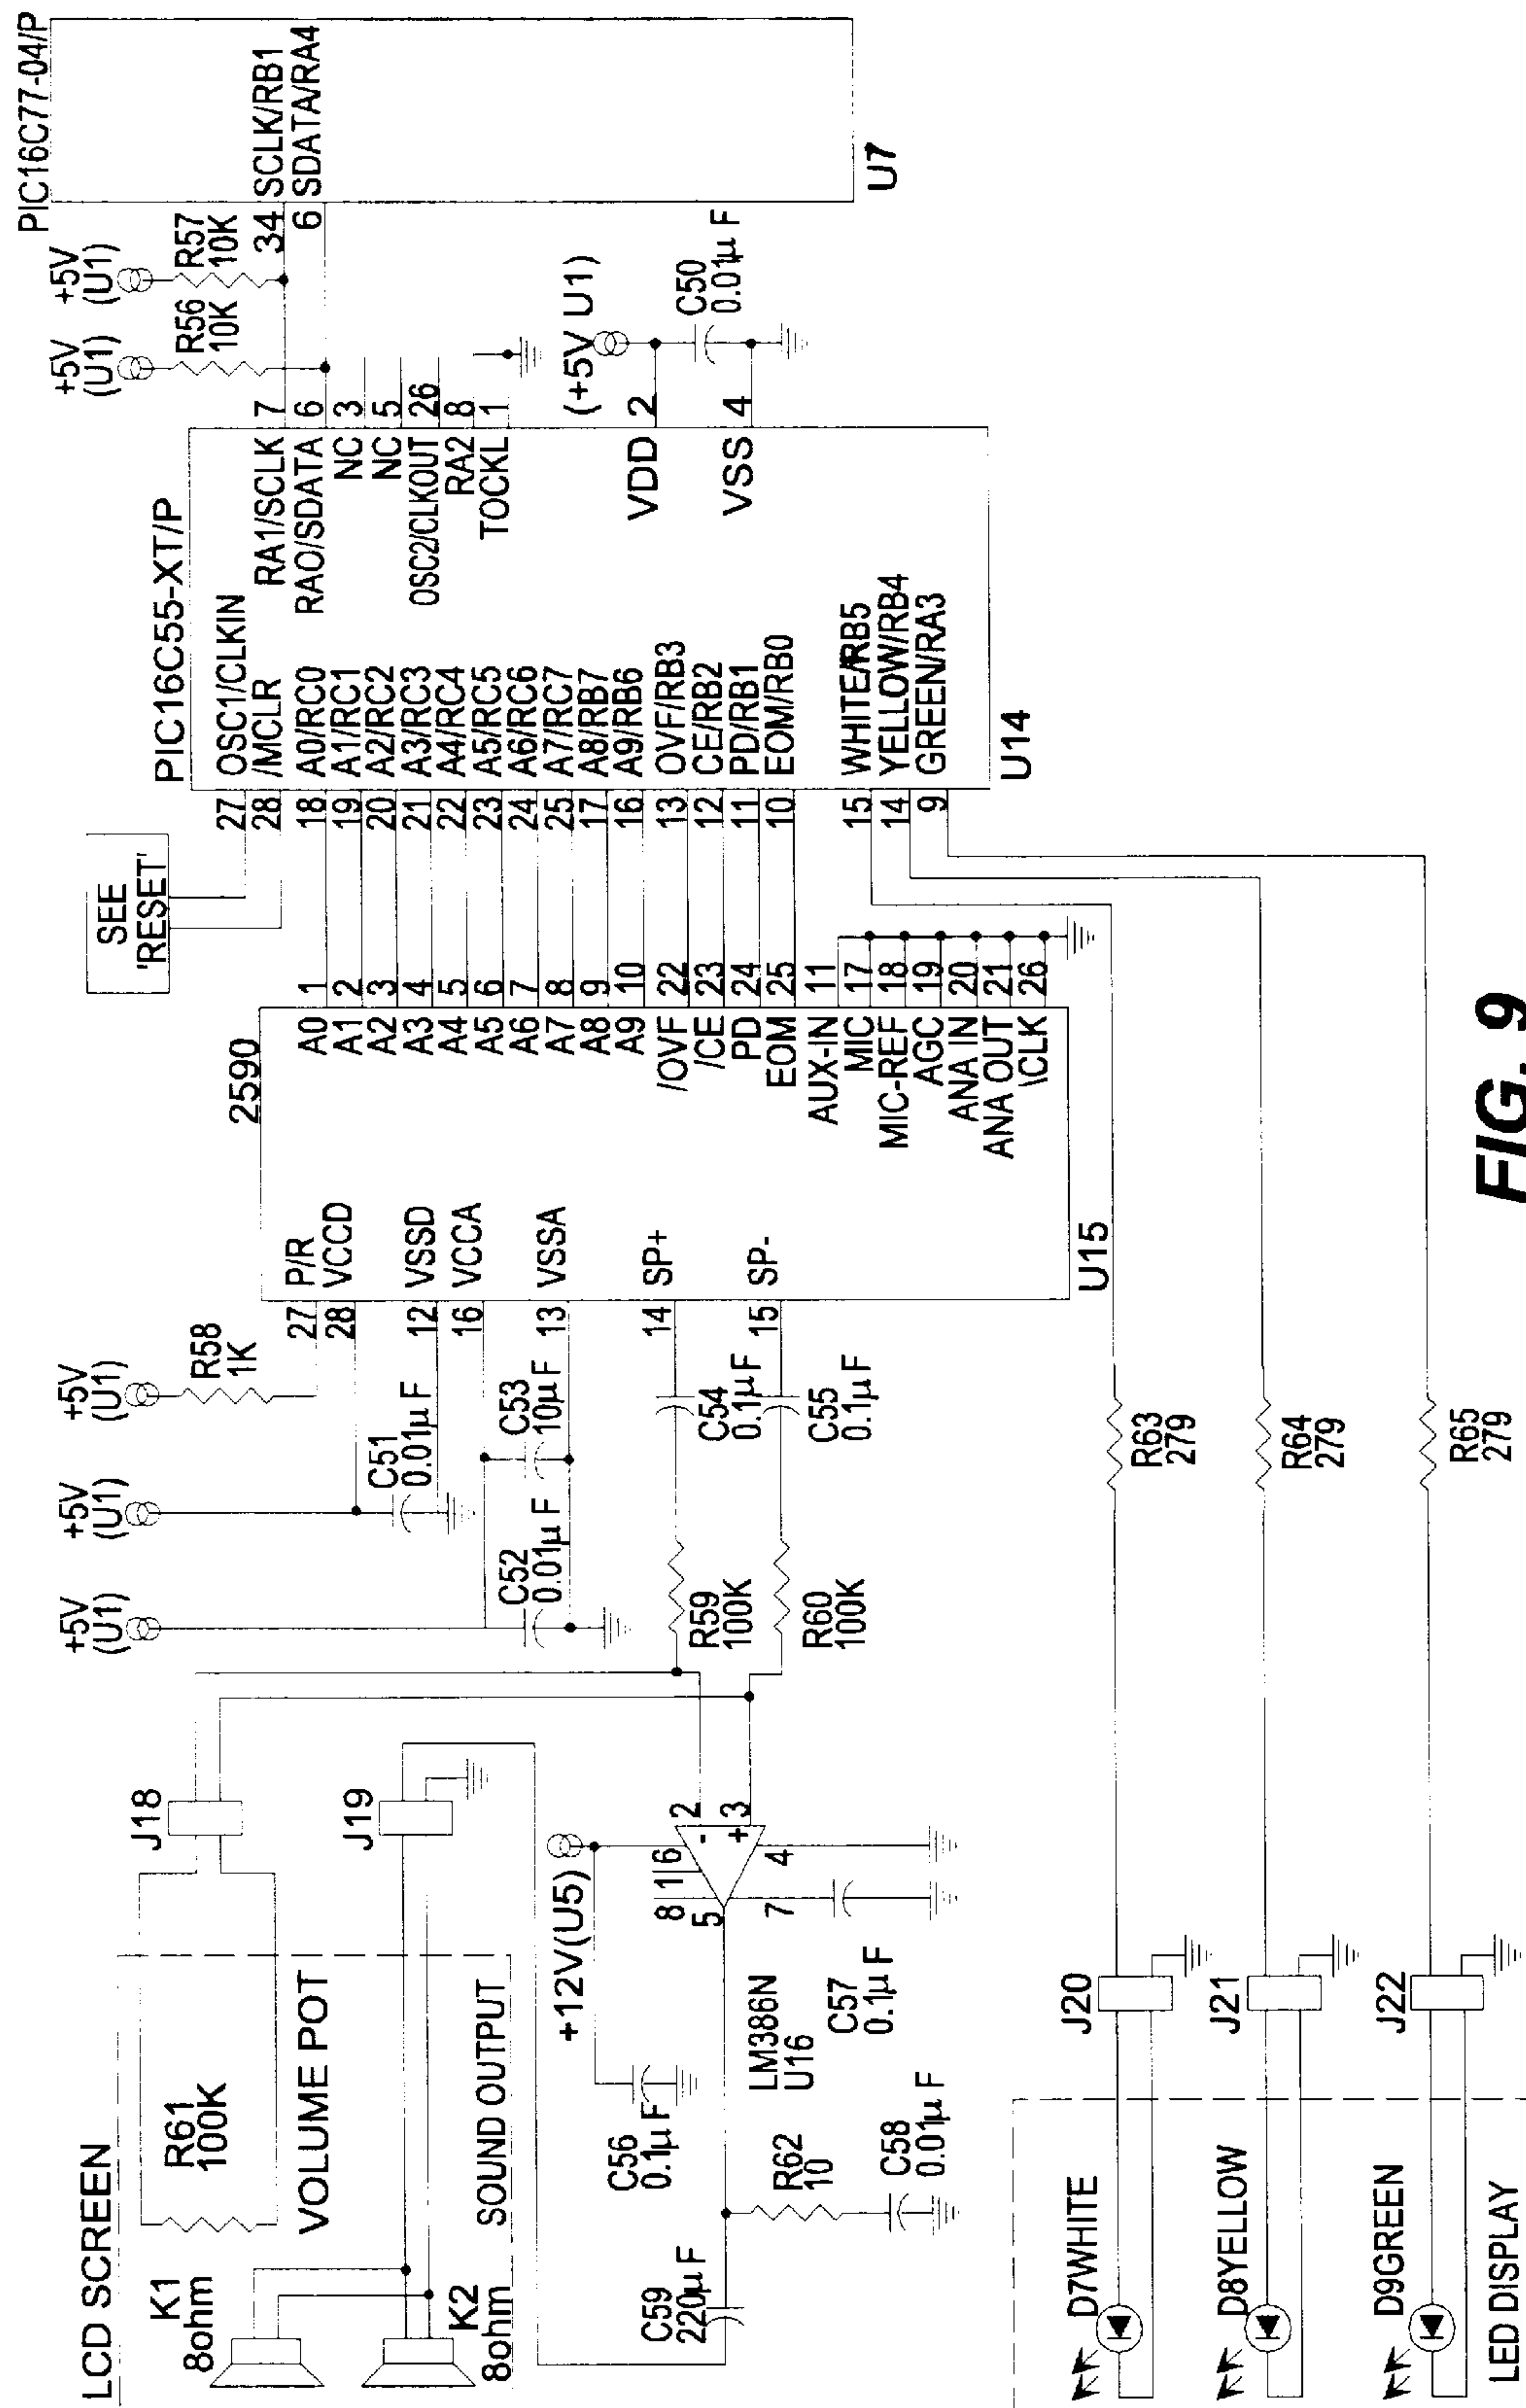 LCD SCREEN
K1
8ohm
K2
8ohm
R61
100K
VOLUME POT
SOUND OUTPUT
J18
J19
+12V(U5)
C56
0.1µF
8
1
6
5
2
-
3
+
7
4
LM386N
U16
C57
0.1µF
R62
10
C58
0.01µF
C59
220µF
+5V
(U1)
+5V
(U1)
+5V
(U1)
R58
1K
C51
0.01µF
C52
0.01µF
C53
10µF
C54
0.1µF
C55
0.1µF
R59
100K
R60
100K
2590
27 P/R
28 VCCD
12 VSSD
16 VCCA
13 VSSA
14 SP+
15 SP-
A0 1
A1 2
A2 3
A3 4
A4 5
A5 6
A6 7
A7 8
A8 9
A9 10
/OVF 22
/CE 23
PD 24
EOM 25
AUX-IN 11
MIC 17
MIC-REF 18
AGC 19
ANA IN 20
ANA OUT 21
\CLK 26
U15
SEE
'RESET'
PIC16C55-XT/P
27 OSC1/CLKIN
28 /MCLR
18 A0/RC0
19 A1/RC1
20 A2/RC2
21 A3/RC3
22 A4/RC4
23 A5/RC5
24 A6/RC6
25 A7/RC7
17 A8/RB7
16 A9/RB6
13 OVF/RB3
12 CE/RB2
11 PD/RB1
10 EOM/RB0
15 WHITE/RB5
14 YELLOW/RB4
9 GREEN/RA3
RA1/SCLK 7
RAO/SDATA 6
NC 3
NC 5
OSC2/CLKOUT 26
RA2 8
TOCKL 1
VDD 2
VSS 4
U14
+5V
(U1)
R56
10K
+5V
(U1)
R57
10K
(+5V U1)
C50
0.01µF
PIC16C77-04/P
34 SCLK/RB1
6 SDATA/RA4
U7
D7WHITE
J20
R63
279
D8YELLOW
J21
R64
279
D9GREEN
J22
R65
279
LED DISPLAY
FIG. 9